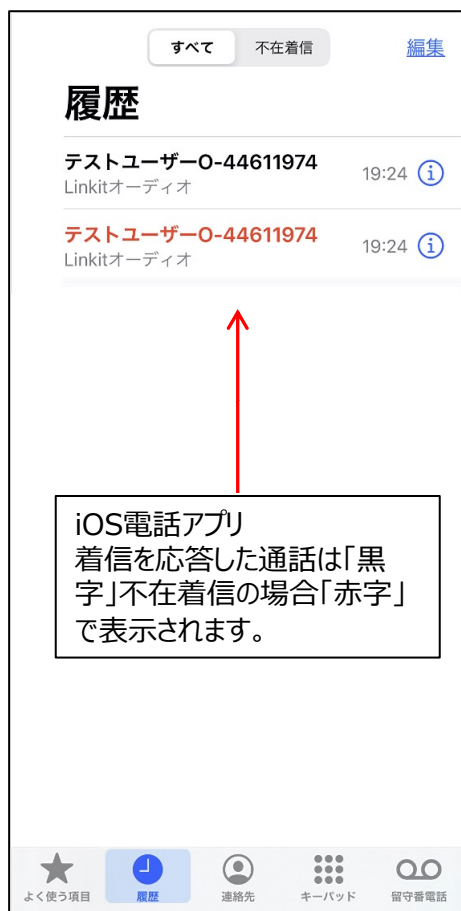 すべて 不在着信 編集
履歴
テストユーザーO-44611974 19:24
Linkitオーディオ
テストユーザーO-44611974 19:24
Linkitオーディオ
iOS電話アプリ
着信を応答した通話は「黒
字」不在着信の場合「赤字」
で表示されます。
よく使う項目 履歴 連絡先 キーパッド 留守番電話